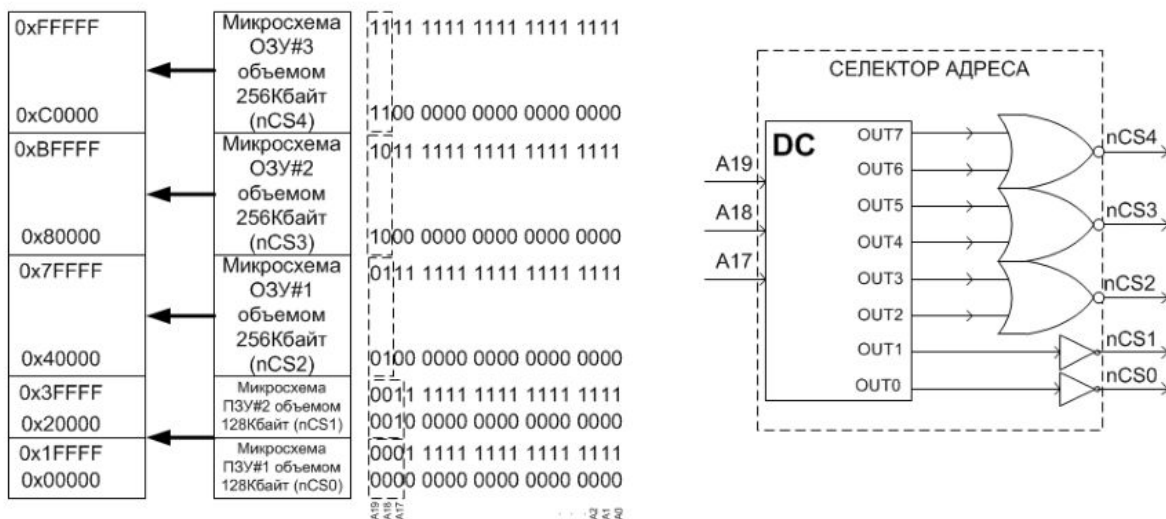 0xFFFFF
0xC0000
0xBFFFF
0x80000
0x7FFFF
0x40000
0x3FFFF
0x20000
0x1FFFF
0x00000
Микросхема
ОЗУ#3
объемом
256Кбайт
(nCS4)
Микросхема
ОЗУ#2
объемом
256Кбайт
(nCS3)
Микросхема
ОЗУ#1
объемом
256Кбайт
(nCS2)
Микросхема
ПЗУ#2 объемом
128Кбайт (nCS1)
Микросхема
ПЗУ#1 объемом
128Кбайт (nCS0)
1111 1111 1111 1111 1111
1100 0000 0000 0000 0000
1011 1111 1111 1111 1111
1000 0000 0000 0000 0000
0111 1111 1111 1111 1111
0100 0000 0000 0000 0000
0011 1111 1111 1111 1111
0010 0000 0000 0000 0000
0001 1111 1111 1111 1111
0000 0000 0000 0000 0000
A19
A18
A17
. . .
A2
A1
A0
СЕЛЕКТОР АДРЕСА
DC
A19
A18
A17
OUT7
OUT6
OUT5
OUT4
OUT3
OUT2
OUT1
OUT0
nCS4
nCS3
nCS2
nCS1
nCS0